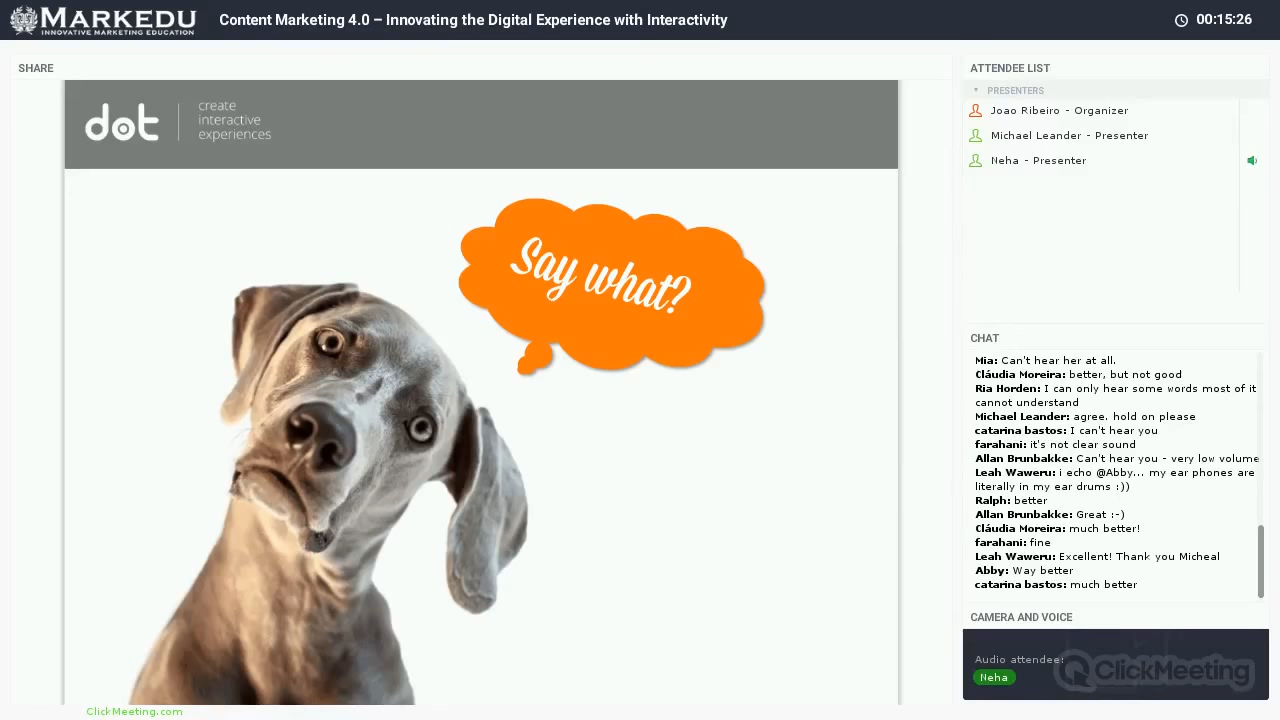 MARKEDU
INNOVATIVE MARKETING EDUCATION
Content Marketing 4.0 – Innovating the Digital Experience with Interactivity
00:15:26
SHARE
dot
create
interactive
experiences
Say what?
ATTENDEE LIST
PRESENTERS
Joao Ribeiro - Organizer
Michael Leander - Presenter
Neha - Presenter
CHAT
Mia: Can't hear her at all.
Cláudia Moreira: better, but not good
Ria Horden: I can only hear some words most of it
cannot understand
Michael Leander: agree. hold on please
catarina bastos: I can't hear you
farahani: it's not clear sound
Allan Brunbakke: Can't hear you - very low volume
Leah Waweru: i echo @Abby... my ear phones are
literally in my ear drums :))
Ralph: better
Allan Brunbakke: Great :-)
Cláudia Moreira: much better!
farahani: fine
Leah Waweru: Excellent! Thank you Micheal
Abby: Way better
catarina bastos: much better
CAMERA AND VOICE
Audio attendee:
Neha
ClickMeeting
ClickMeeting.com